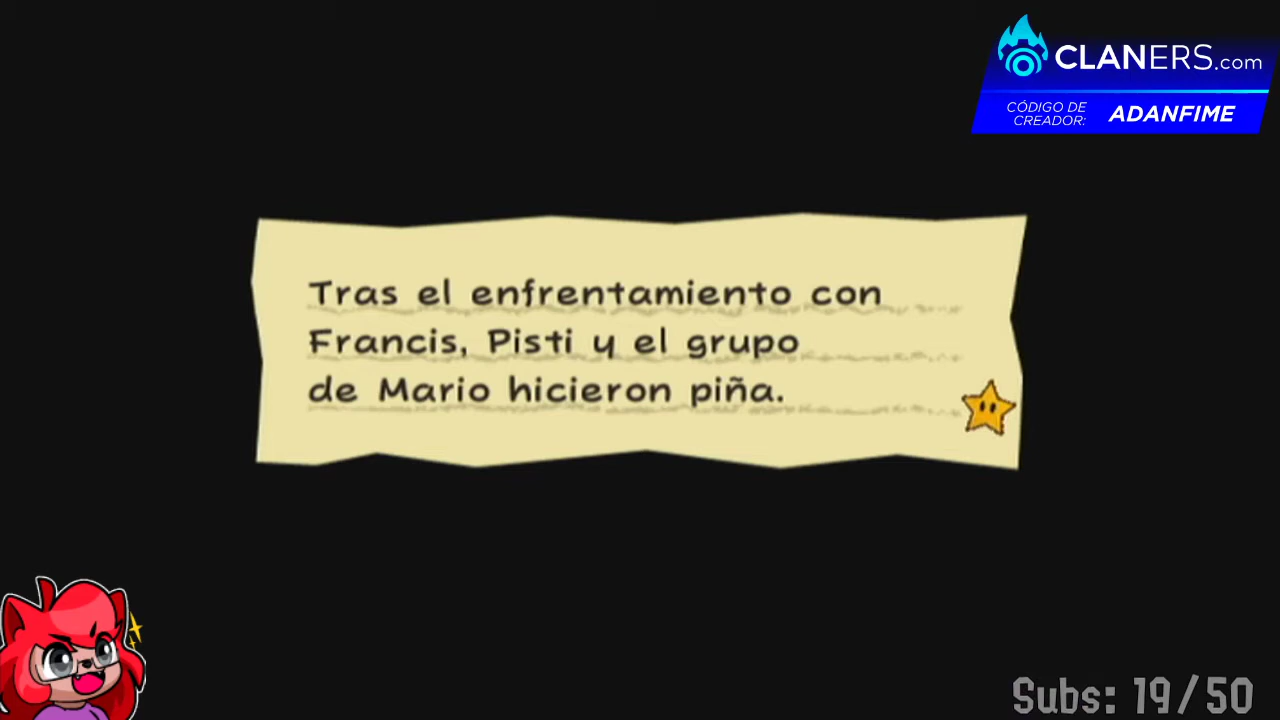 CLANERS.com
CÓDIGO DE
CREADOR:
ADANFIME
Tras el enfrentamiento con
Francis, Pisti y el grupo
de Mario hicieron piña.
Subs: 19/50